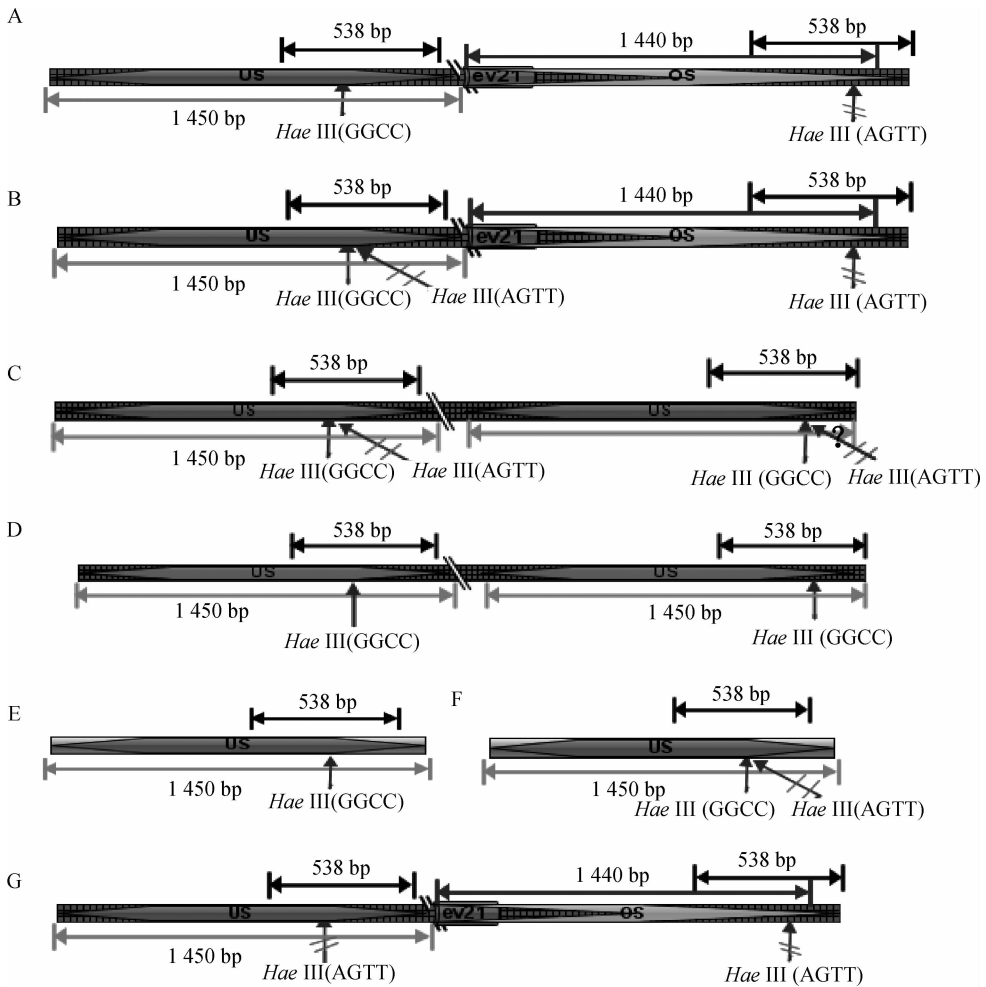 A
538 bp
1 440 bp
538 bp
US
ev21
OS
1 450 bp
Hae III(GGCC)
Hae III (AGTT)
B
538 bp
1 440 bp
538 bp
US
ev21
OS
1 450 bp
Hae III(GGCC)
Hae III(AGTT)
Hae III (AGTT)
C
538 bp
538 bp
US
US
1 450 bp
?
Hae III(GGCC)
Hae III(AGTT)
Hae III (GGCC)
Hae III(AGTT)
D
538 bp
538 bp
US
US
1 450 bp
1 450 bp
Hae III(GGCC)
Hae III (GGCC)
E
538 bp
US
1 450 bp
Hae III(GGCC)
F
538 bp
US
1 450 bp
Hae III (GGCC)
Hae III(AGTT)
G
538 bp
1 440 bp
538 bp
US
ev21
OS
1 450 bp
Hae III(AGTT)
Hae III (AGTT)